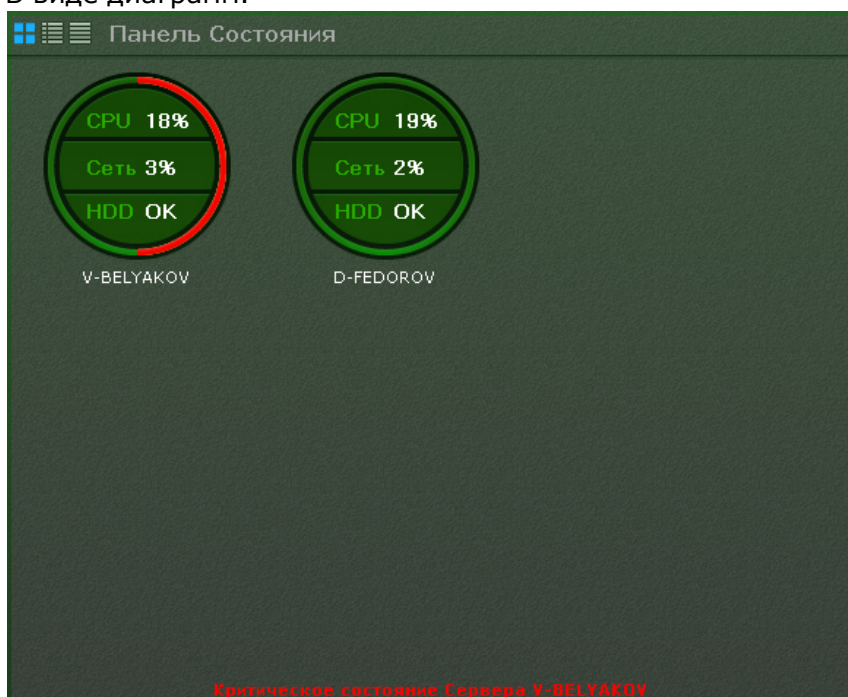 в виде диаграмм:
Панель Состояния
CPU 18%
Сеть 3%
HDD OK
V-BELYAKOV
CPU 19%
Сеть 2%
HDD OK
D-FEDOROV
Критическое состояние Сервера V-BELYAKOV